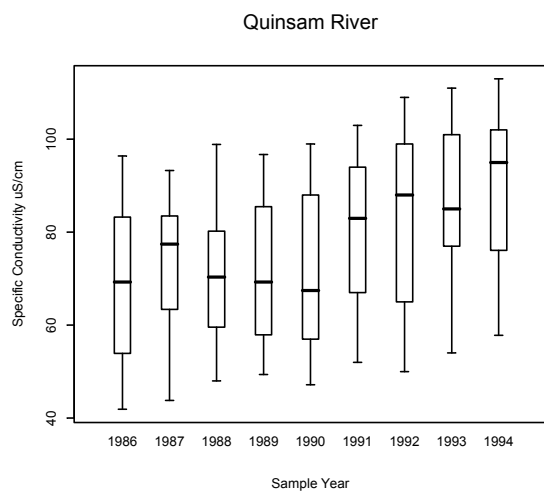 Quinsam River
Specific Conductivity uS/cm
100
80
60
40
1986 1987 1988 1989 1990 1991 1992 1993 1994
Sample Year